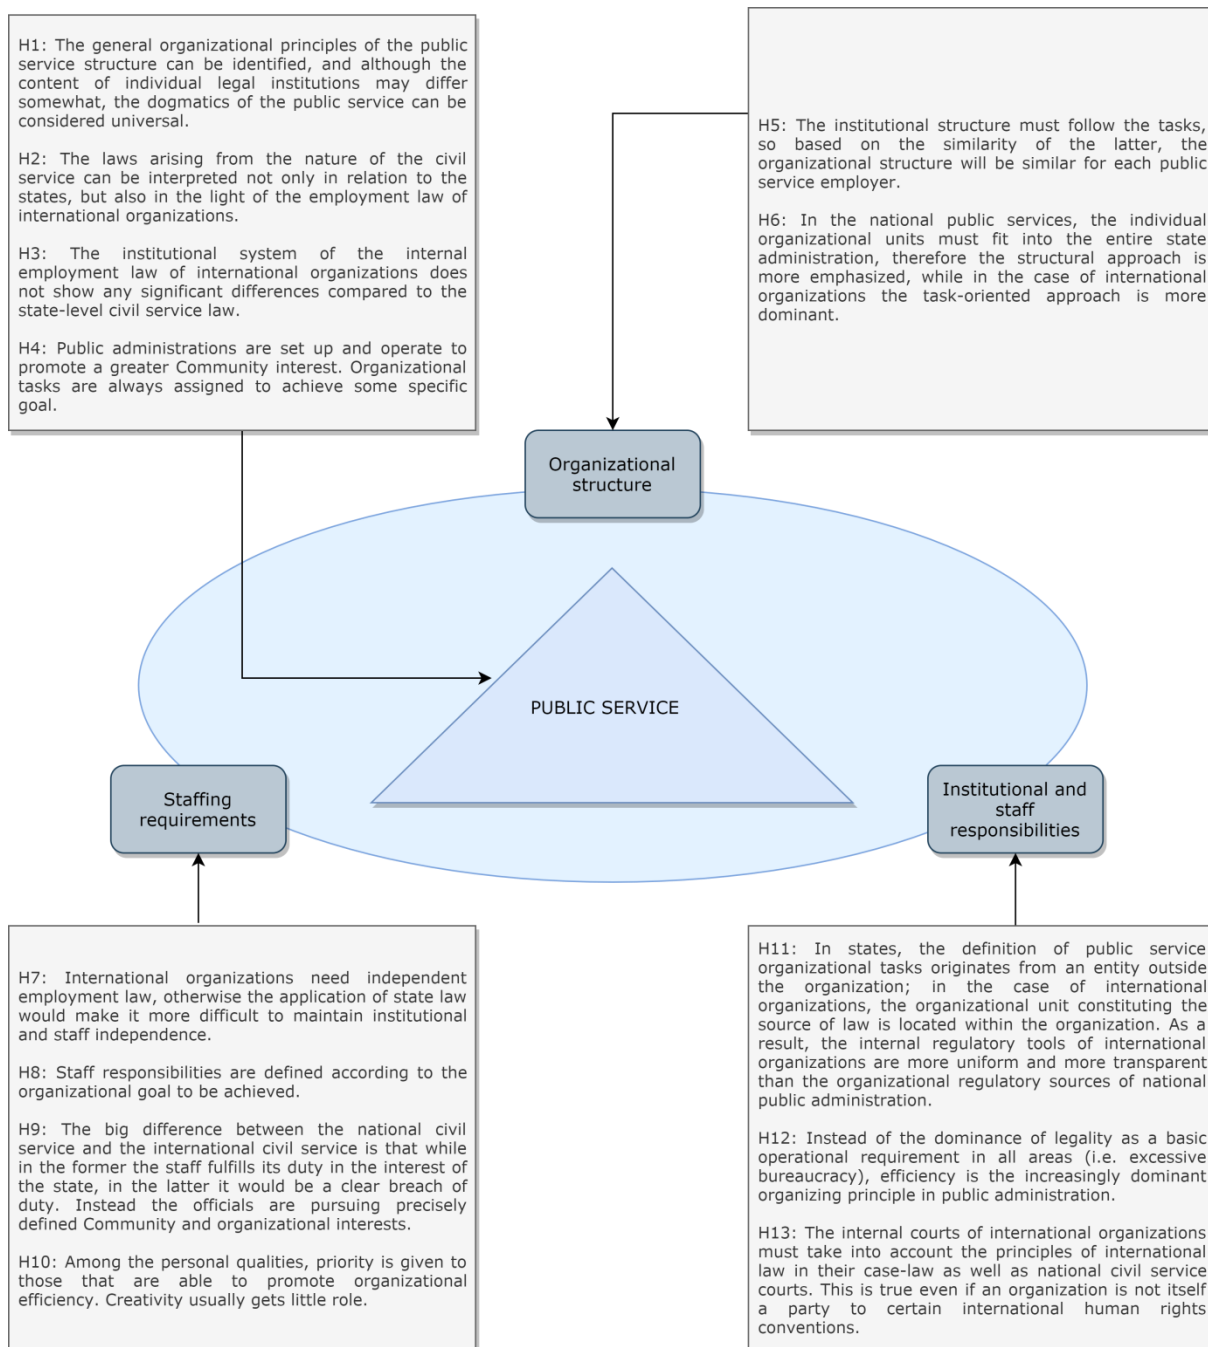 H1: The general organizational principles of the public
service structure can be identified, and although the
content of individual legal institutions may differ
somewhat, the dogmatics of the public service can be
considered universal.
H2: The laws arising from the nature of the civil
service can be interpreted not only in relation to the
states, but also in the light of the employment law of
international organizations.
H3: The institutional system of the internal
employment law of international organizations does
not show any significant differences compared to the
state-level civil service law.
H4: Public administrations are set up and operate to
promote a greater Community interest. Organizational
tasks are always assigned to achieve some specific
goal.
H5: The institutional structure must follow the tasks,
so based on the similarity of the latter, the
organizational structure will be similar for each public
service employer.
H6: In the national public services, the individual
organizational units must fit into the entire state
administration, therefore the structural approach is
more emphasized, while in the case of international
organizations the task-oriented approach is more
dominant.
Organizational
structure
PUBLIC SERVICE
Staffing
requirements
Institutional and
staff
responsibilities
H7: International organizations need independent
employment law, otherwise the application of state law
would make it more difficult to maintain institutional
and staff independence.
H8: Staff responsibilities are defined according to the
organizational goal to be achieved.
H9: The big difference between the national civil
service and the international civil service is that while
in the former the staff fulfills its duty in the interest of
the state, in the latter it would be a clear breach of
duty. Instead the officials are pursuing precisely
defined Community and organizational interests.
H10: Among the personal qualities, priority is given to
those that are able to promote organizational
efficiency. Creativity usually gets little role.
H11: In states, the definition of public service
organizational tasks originates from an entity outside
the organization; in the case of international
organizations, the organizational unit constituting the
source of law is located within the organization. As a
result, the internal regulatory tools of international
organizations are more uniform and more transparent
than the organizational regulatory sources of national
public administration.
H12: Instead of the dominance of legality as a basic
operational requirement in all areas (i.e. excessive
bureaucracy), efficiency is the increasingly dominant
organizing principle in public administration.
H13: The internal courts of international organizations
must take into account the principles of international
law in their case-law as well as national civil service
courts. This is true even if an organization is not itself
a party to certain international human rights
conventions.